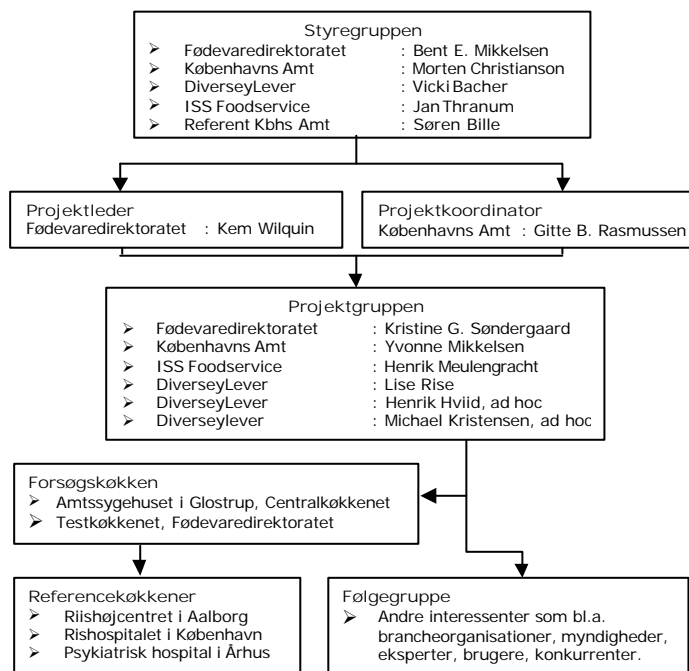 Styregruppen
➢ Fødevaredirektoratet : Bent E. Mikkelsen
➢ Københavns Amt : Morten Christianson
➢ DiverseyLever : Vicki Bacher
➢ ISS Foodservice : Jan Thranum
➢ Referent Kbhs Amt : Søren Bille
Projektleder
Fødevaredirektoratet : Kem Wilquin
Projektkoordinator
Københavns Amt : Gitte B. Rasmussen
Projektgruppen
➢ Fødevaredirektoratet : Kristine G. Søndergaard
➢ Københavns Amt : Yvonne Mikkelsen
➢ ISS Foodservice : Henrik Meulengracht
➢ DiverseyLever : Lise Rise
➢ DiverseyLever : Henrik Hviid, ad hoc
➢ Diverseylever : Michael Kristensen, ad hoc
Forsøgskøkken
➢ Amtssygehuset i Glostrup, Centralkøkkenet
➢ Testkøkkenet, Fødevaredirektoratet
Referencekøkkener
➢ Riishøjcentret i Aalborg
➢ Rishospitalet i København
➢ Psykiatrisk hospital i Århus
Følgegruppe
➢ Andre interessenter som bl.a.
brancheorganisationer, myndigheder,
eksperter, brugere, konkurrenter.